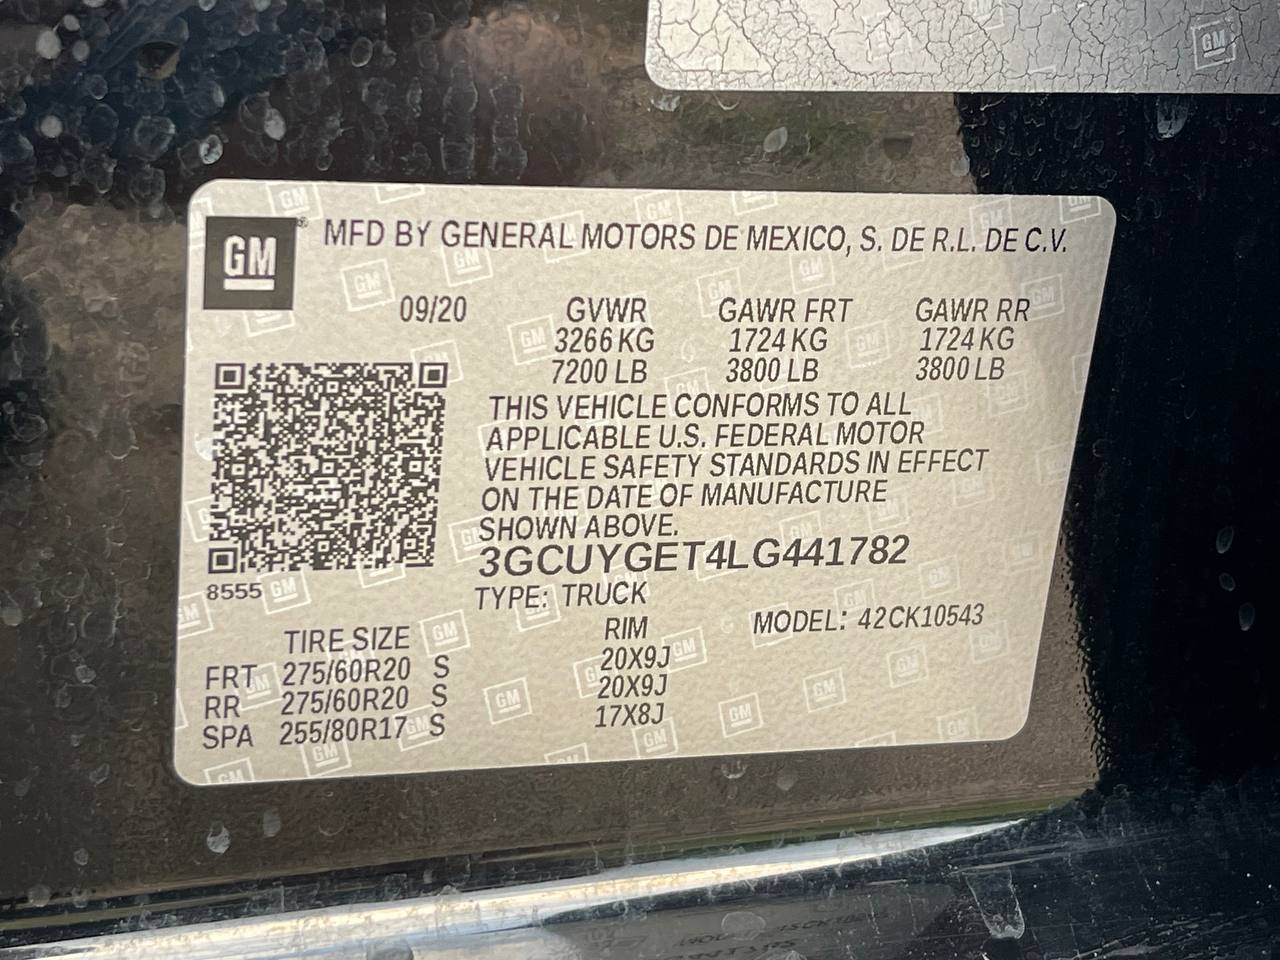 GM® MFD BY GENERAL MOTORS DE MEXICO, S. DE R.L. DE C.V.
09/20 GVWR GAWR FRT GAWR RR
3266 KG 1724 KG 1724 KG
7200 LB 3800 LB 3800 LB
THIS VEHICLE CONFORMS TO ALL
APPLICABLE U.S. FEDERAL MOTOR
VEHICLE SAFETY STANDARDS IN EFFECT
ON THE DATE OF MANUFACTURE
SHOWN ABOVE.
3GCUYGET4LG441782
8555
TYPE: TRUCK
MODEL: 42CK10543
TIRE SIZE RIM
FRT 275/60R20 S 20X9J
RR 275/60R20 S 20X9J
SPA 255/80R17 S 17X8J